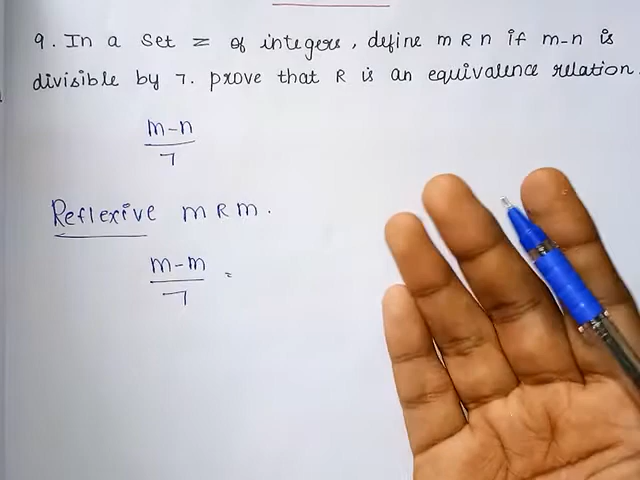 9. In a set Z of integers, define m R n if m-n is
divisible by 7. prove that R is an equivalence relation.
m-n
7
Reflexive m R m.
m-m =
7